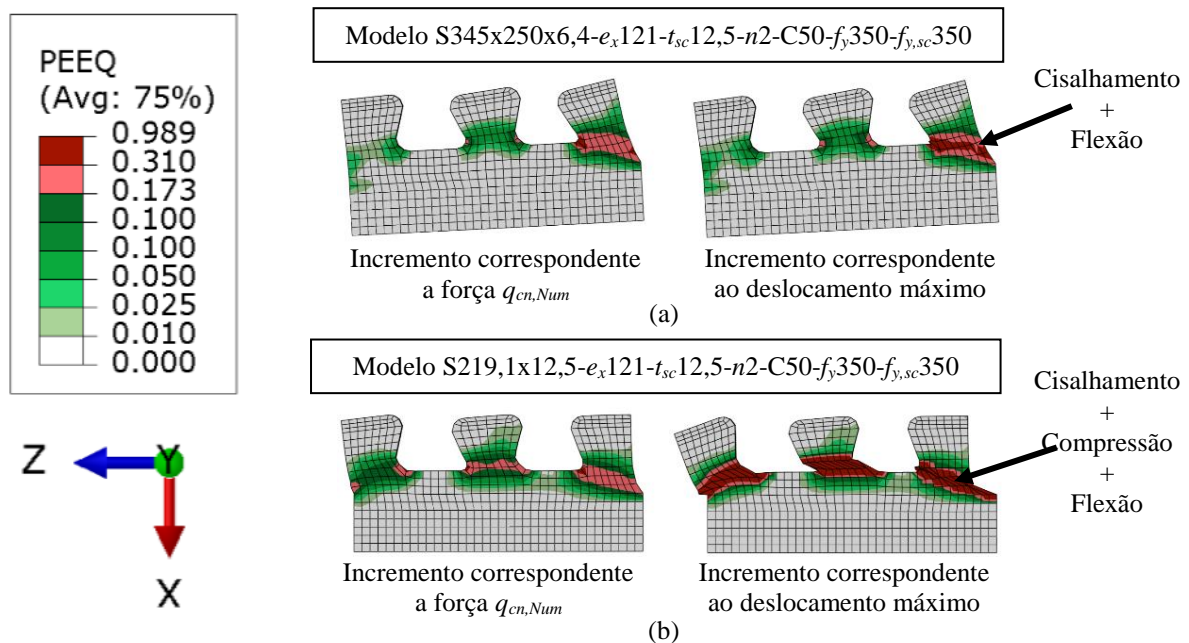 PEEQ
(Avg: 75%)
0.989
0.310
0.173
0.100
0.100
0.050
0.025
0.010
0.000
Z
Y
X
Modelo S345x250x6,4-ex121-tsc12,5-n2-C50-fy350-fy,sc350
Cisalhamento
+
Flexão
Incremento correspondente
a força qcn,Num
Incremento correspondente
ao deslocamento máximo
(a)
Modelo S219,1x12,5-ex121-tsc12,5-n2-C50-fy350-fy,sc350
Cisalhamento
+
Compressão
+
Flexão
Incremento correspondente
a força qcn,Num
Incremento correspondente
ao deslocamento máximo
(b)